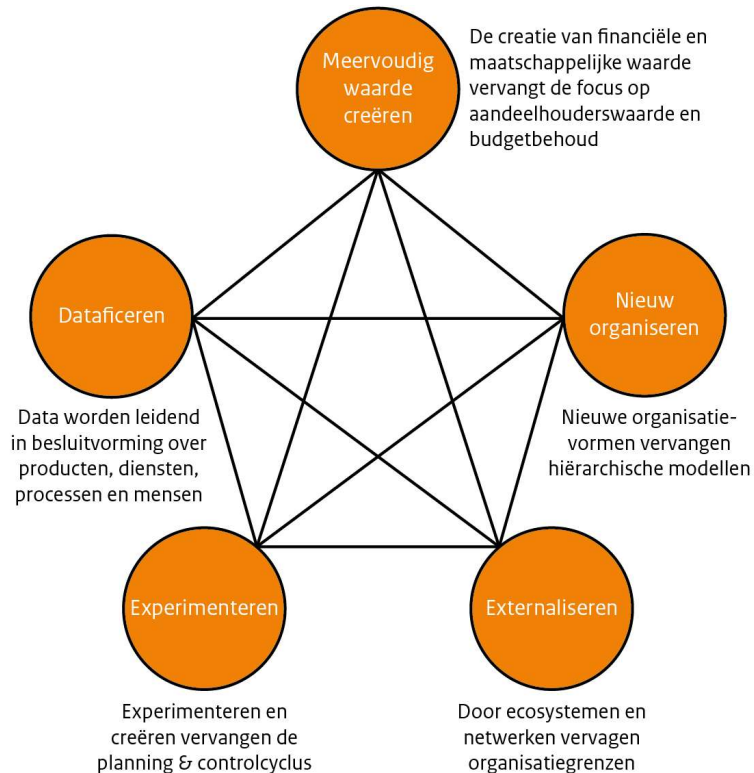 Meervoudig
waarde
creëren
De creatie van financiële en
maatschappelijke waarde
vervangt de focus op
aandeelhouderswaarde en
budgetbehoud
Dataficeren
Data worden leidend
in besluitvorming over
producten, diensten,
processen en mensen
Nieuw
organiseren
Nieuwe organisatie-
vormen vervangen
hiërarchische modellen
Experimenteren
Experimenteren en
creëren vervangen de
planning & controlcyclus
Externaliseren
Door ecosystemen en
netwerken vervagen
organisatiegrenzen